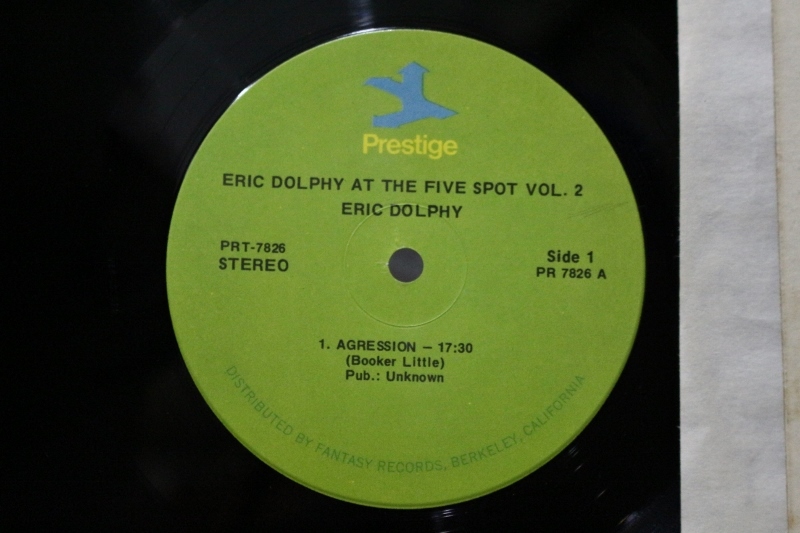 Prestige
ERIC DOLPHY AT THE FIVE SPOT VOL. 2
ERIC DOLPHY
PRT-7826
STEREO
Side 1
PR 7826 A
1. AGRESSION – 17:30
(Booker Little)
Pub.: Unknown
DISTRIBUTED BY FANTASY RECORDS, BERKELEY, CALIFORNIA